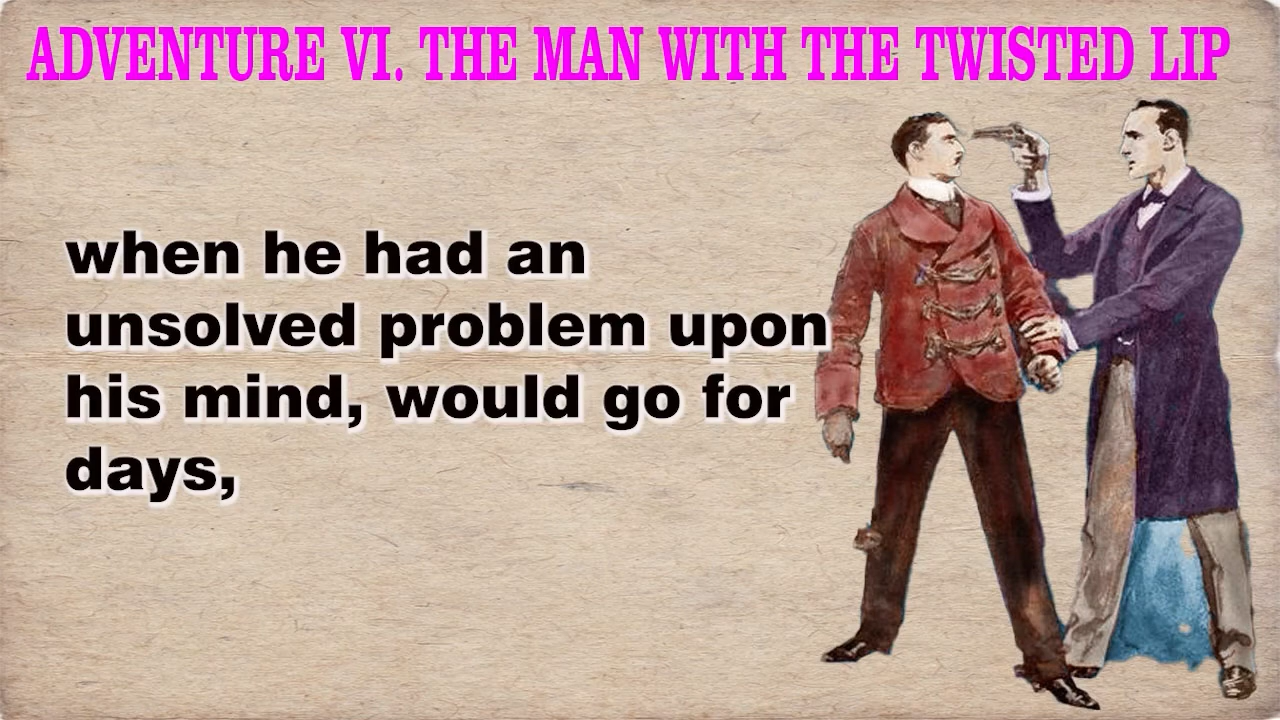 ADVENTURE VI. THE MAN WITH THE TWISTED LIP
when he had an
unsolved problem upon
his mind, would go for
days,